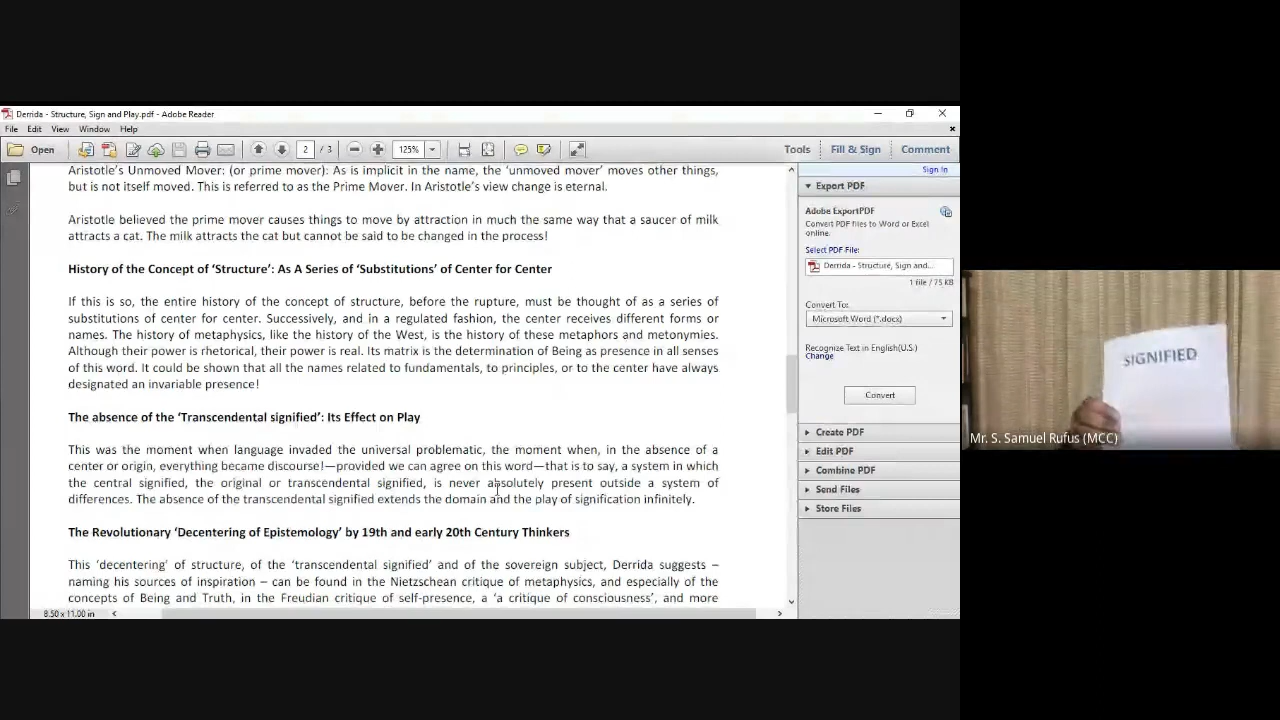 Derrida - Structure, Sign and Play.pdf - Adobe Reader
File Edit View Window Help
Open 2 / 3 125% Tools Fill & Sign Comment
Aristotle's Unmoved Mover: (or prime mover): As is implicit in the name, the 'unmoved mover' moves other things,
but is not itself moved. This is referred to as the Prime Mover. In Aristotle's view change is eternal.
Aristotle believed the prime mover causes things to move by attraction in much the same way that a saucer of milk
attracts a cat. The milk attracts the cat but cannot be said to be changed in the process!
History of the Concept of 'Structure': As A Series of 'Substitutions' of Center for Center
If this is so, the entire history of the concept of structure, before the rupture, must be thought of as a series of
substitutions of center for center. Successively, and in a regulated fashion, the center receives different forms or
names. The history of metaphysics, like the history of the West, is the history of these metaphors and metonymies.
Although their power is rhetorical, their power is real. Its matrix is the determination of Being as presence in all senses
of this word. It could be shown that all the names related to fundamentals, to principles, or to the center have always
designated an invariable presence!
The absence of the 'Transcendental signified': Its Effect on Play
This was the moment when language invaded the universal problematic, the moment when, in the absence of a
center or origin, everything became discourse!—provided we can agree on this word—that is to say, a system in which
the central signified, the original or transcendental signified, is never absolutely present outside a system of
differences. The absence of the transcendental signified extends the domain and the play of signification infinitely.
The Revolutionary 'Decentering of Epistemology' by 19th and early 20th Century Thinkers
This 'decentering' of structure, of the 'transcendental signified' and of the sovereign subject, Derrida suggests –
naming his sources of inspiration – can be found in the Nietzschean critique of metaphysics, and especially of the
concepts of Being and Truth, in the Freudian critique of self-presence, a 'a critique of consciousness', and more
8.50 x 11.00 in
Sign In
Export PDF
Adobe ExportPDF
Convert PDF files to Word or Excel
online.
Select PDF File:
Derrida - Structure, Sign and...
1 file / 75 KB
Convert To:
Microsoft Word (*.docx)
Recognize Text in English(U.S.)
Change
Convert
Create PDF
Edit PDF
Combine PDF
Send Files
Store Files
SIGNIFIED
Mr. S. Samuel Rufus (MCC)